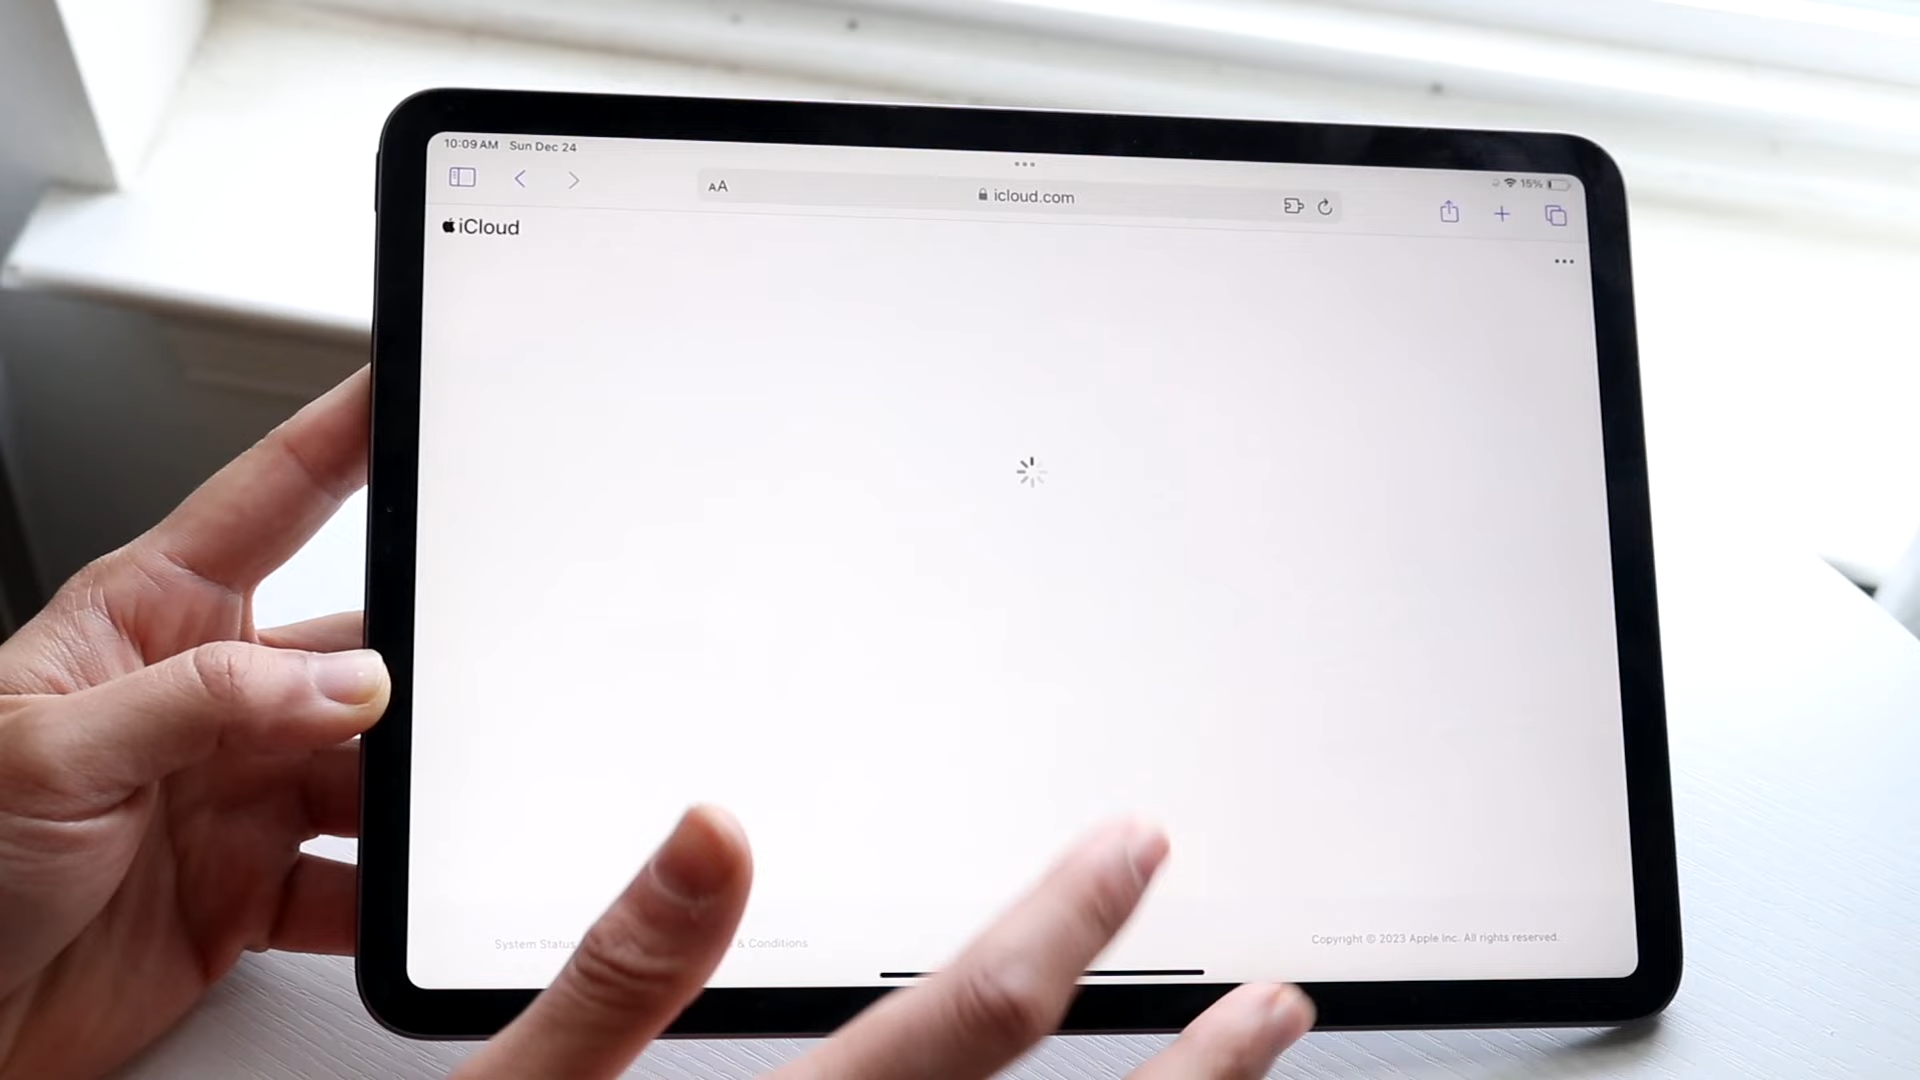 10:09 AM Sun Dec 24
15%
AA
icloud.com
iCloud
System Status
& Conditions
Copyright © 2023 Apple Inc. All rights reserved.